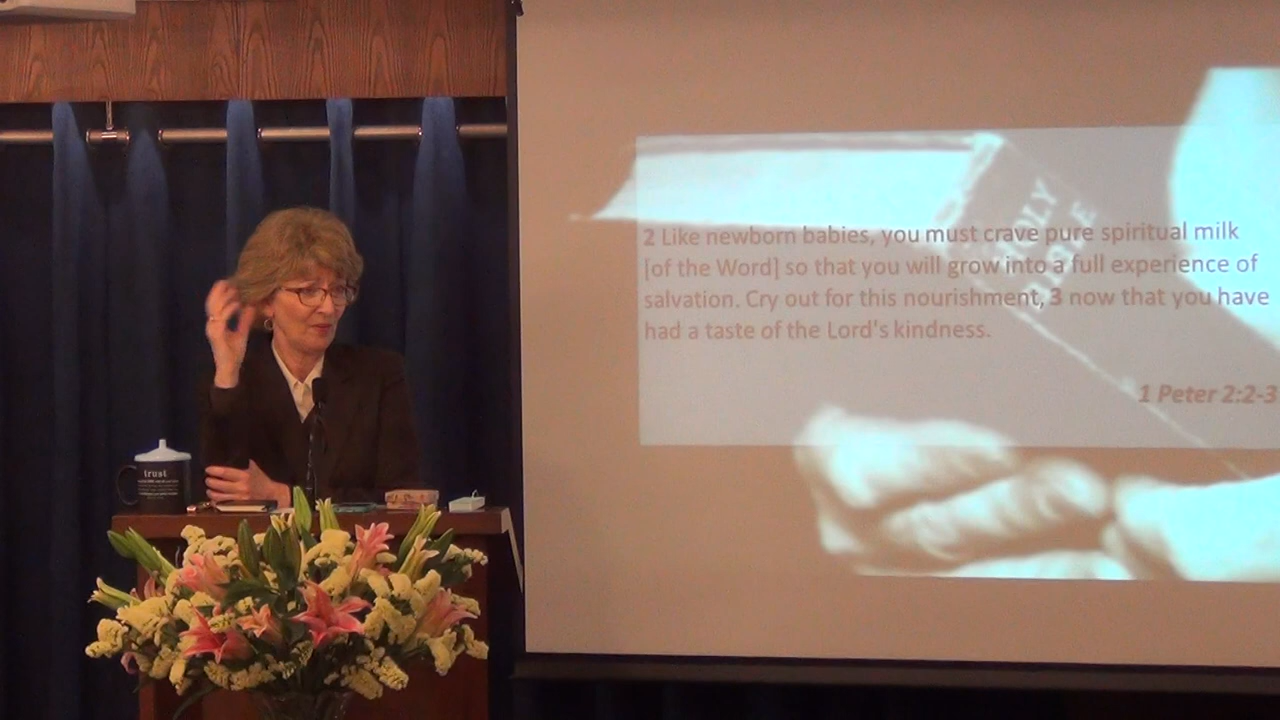 trust
HOLY
2 Like newborn babies, you must crave pure spiritual milk
[of the Word] so that you will grow into a full experience of
salvation. Cry out for this nourishment, 3 now that you have
had a taste of the Lord's kindness.
1 Peter 2:2-3